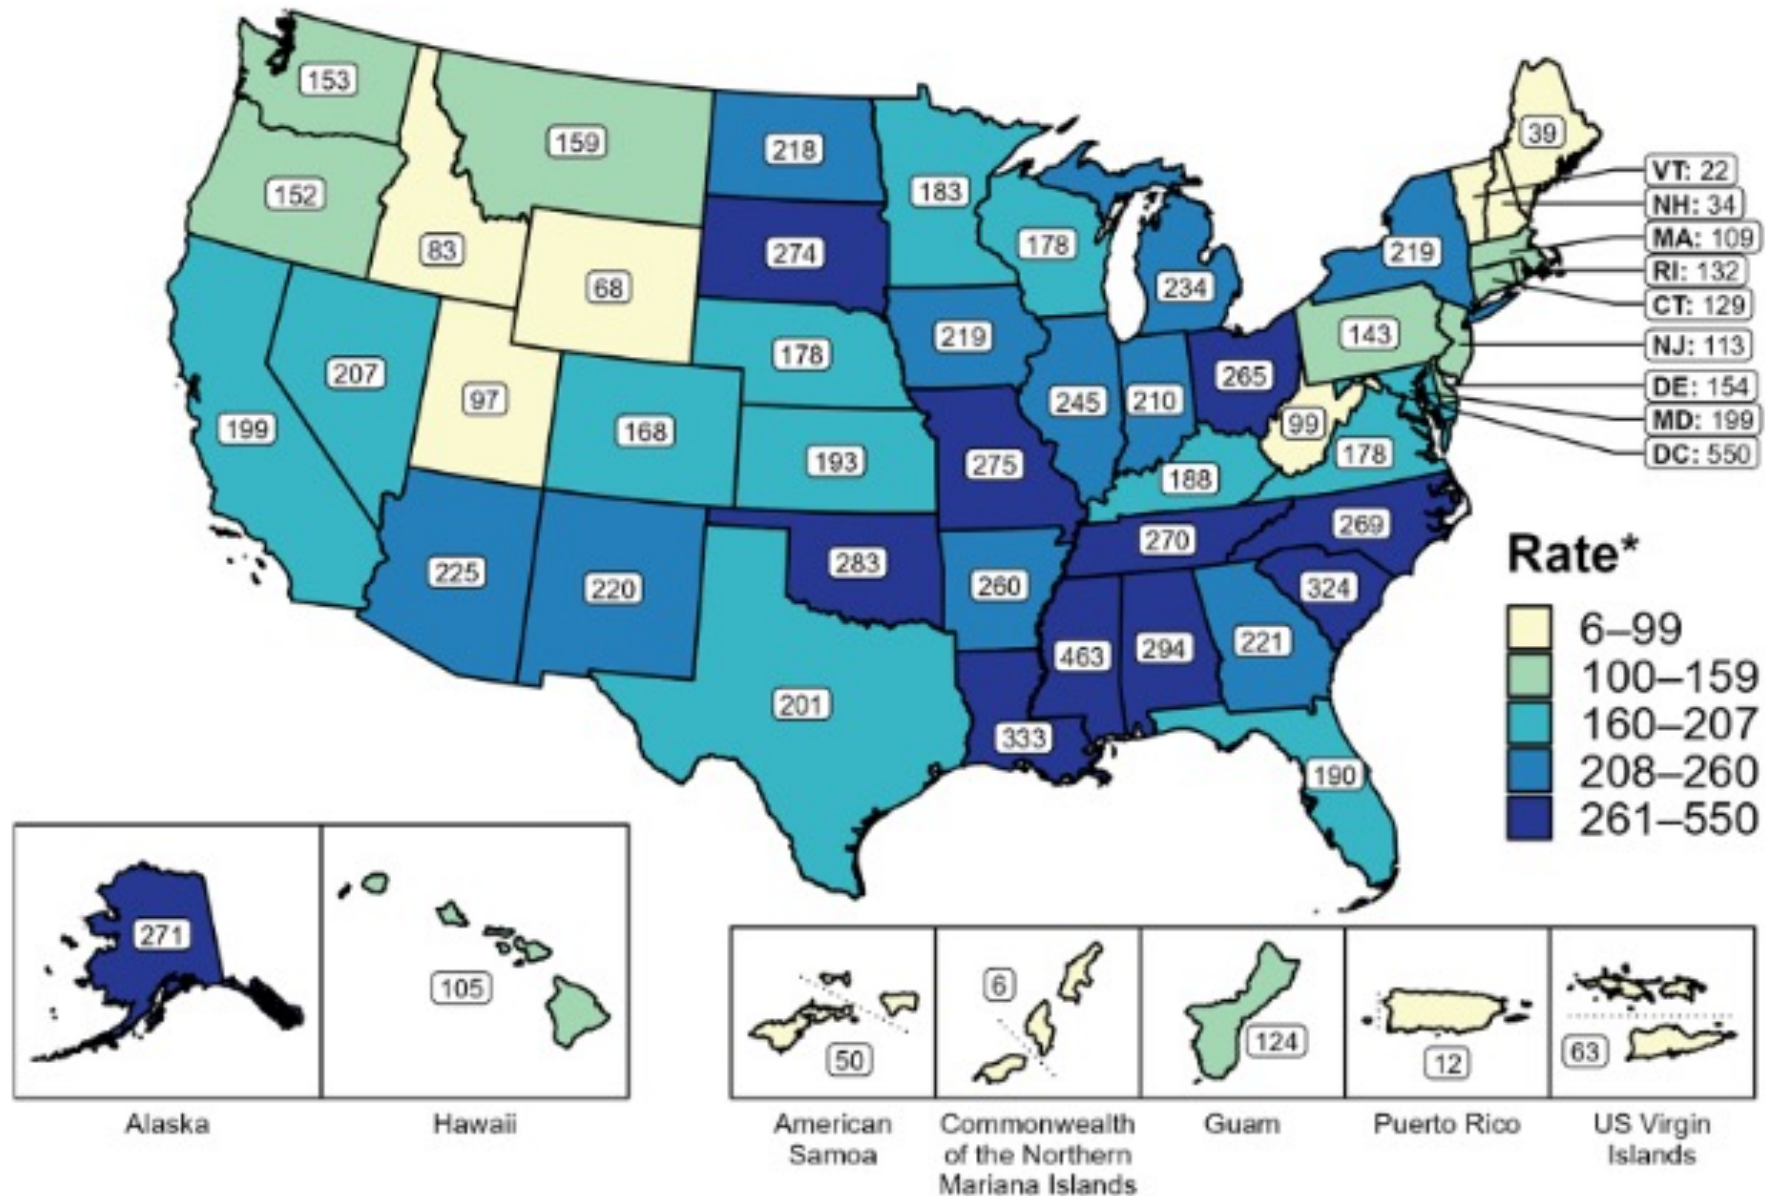 153
159
218
39
152
183
VT: 22
NH: 34
83
274
178
219
MA: 109
68
234
RI: 132
CT: 129
219
143
NJ: 113
178
207
265
DE: 154
97
245
210
MD: 199
199
168
99
DC: 550
193
275
188
178
270
269
283
225
220
260
324
463
294
221
201
333
190
Rate*
6–99
100–159
160–207
208–260
261–550
271
105
50
6
124
12
63
Alaska
Hawaii
American
Samoa
Commonwealth
of the Northern
Mariana Islands
Guam
Puerto Rico
US Virgin
Islands